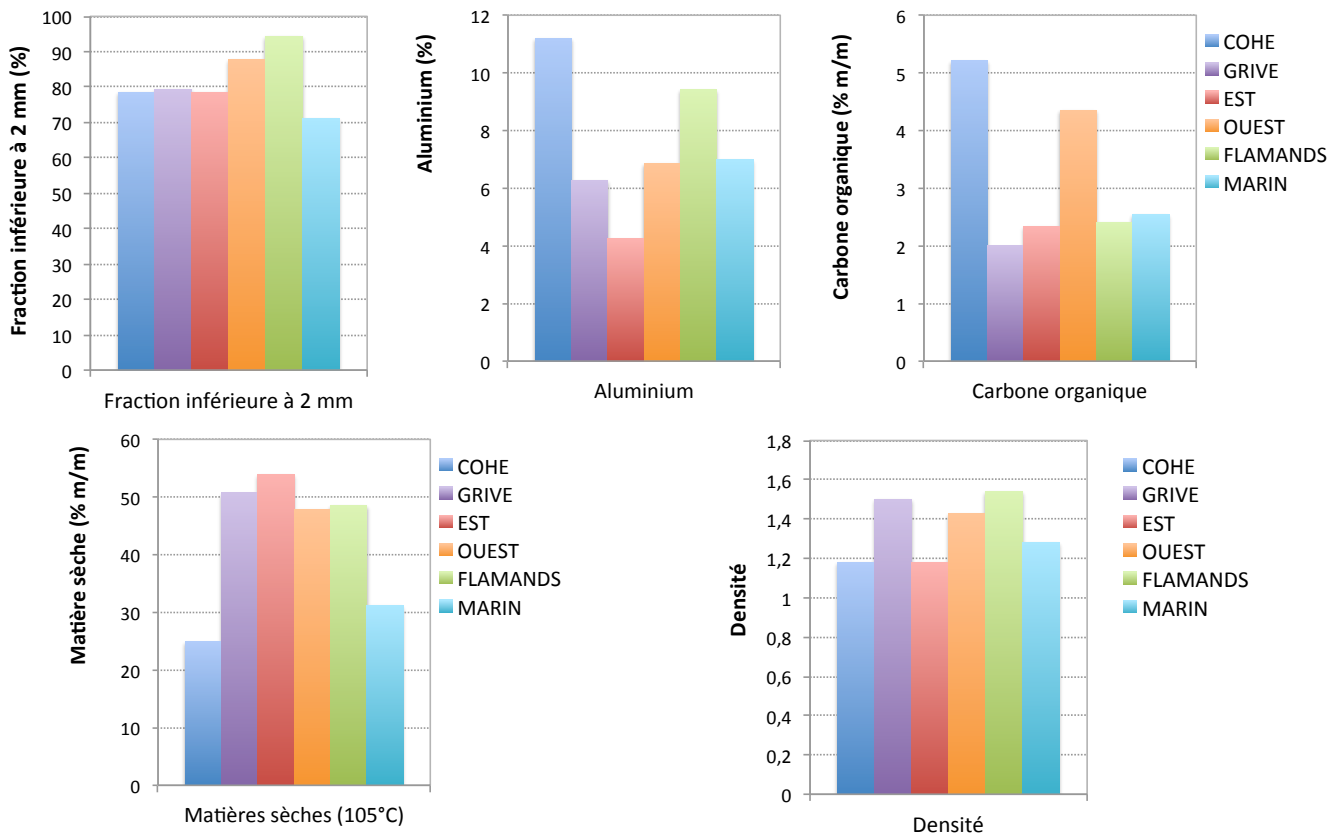 Fraction inférieure à 2 mm (%)
100
90
80
70
60
50
40
30
20
10
0
Fraction inférieure à 2 mm
Aluminium (%)
12
10
8
6
4
2
0
Aluminium
Carbone organique (% m/m)
6
5
4
3
2
1
0
Carbone organique
COHE
GRIVE
EST
OUEST
FLAMANDS
MARIN
Matière sèche (% m/m)
60
50
40
30
20
10
0
Matières sèches (105°C)
COHE
GRIVE
EST
OUEST
FLAMANDS
MARIN
Densité
1,8
1,6
1,4
1,2
1
0,8
0,6
0,4
0,2
0
Densité
COHE
GRIVE
EST
OUEST
FLAMANDS
MARIN